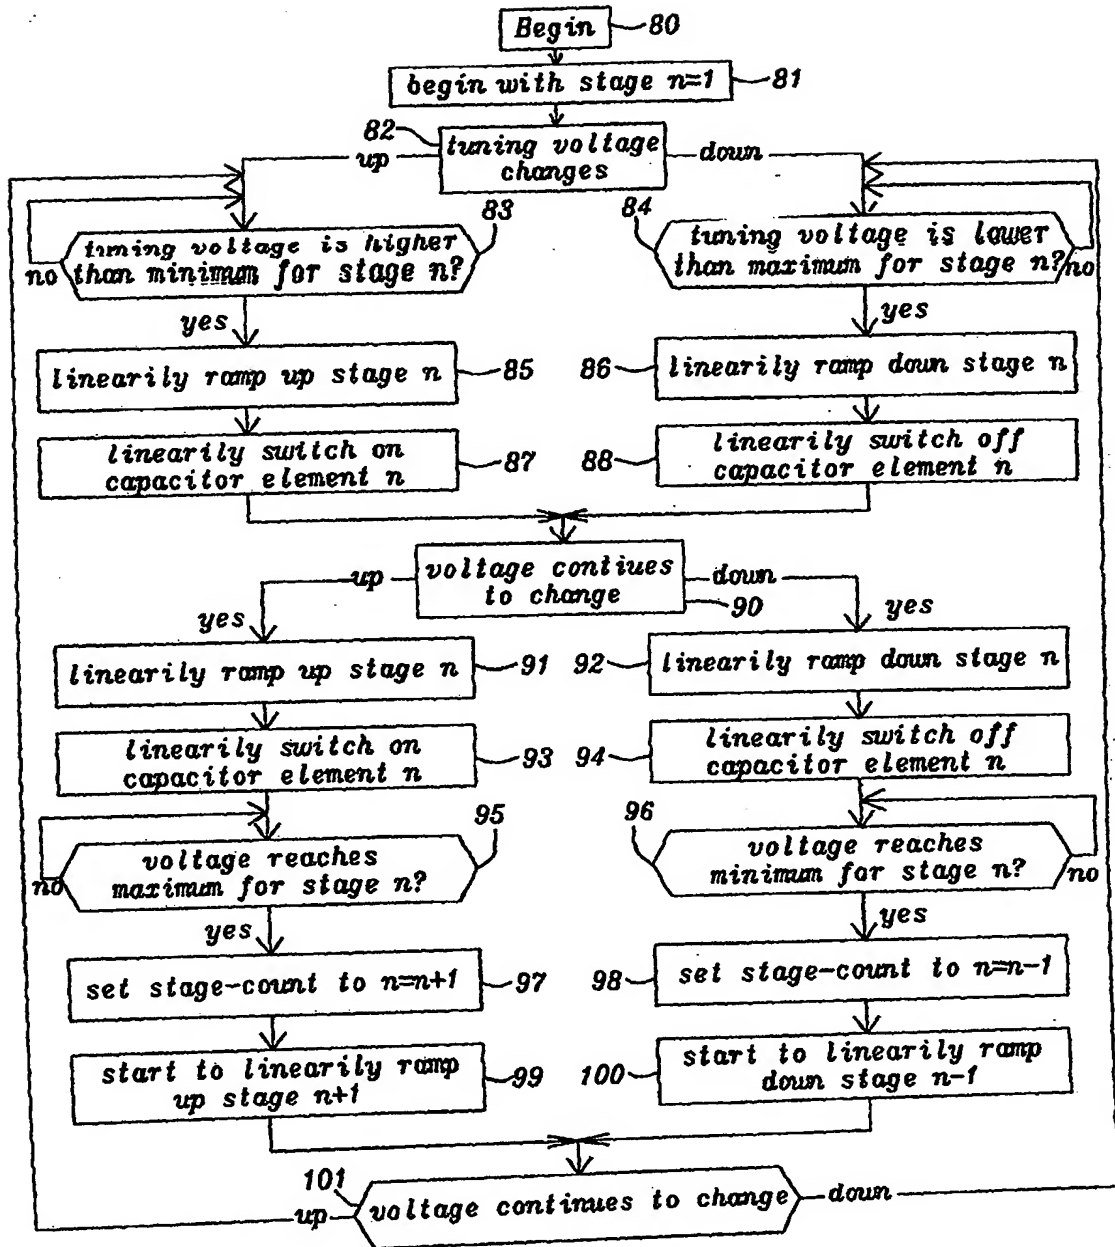 Begin
80
begin with stage n=1
81
82
tuning voltage
changes
up
down
83
84
tuning voltage is higher
than minimum for stage n?
no
tuning voltage is lower
than maximum for stage n?
no
yes
yes
linearily ramp up stage n
85
86
linearily ramp down stage n
linearily switch on
capacitor element n
87
88
linearily switch off
capacitor element n
up
voltage contiues
to change
down
90
yes
yes
linearily ramp up stage n
91
92
linearily ramp down stage n
linearily switch on
capacitor element n
93
94
linearily switch off
capacitor element n
95
96
voltage reaches
maximum for stage n?
no
voltage reaches
minimum for stage n?
no
yes
yes
set stage-count to n=n+1
97
98
set stage-count to n=n-1
start to linearily ramp
up stage n+1
99
100
start to linearily ramp
down stage n-1
101
up
voltage continues to change
down